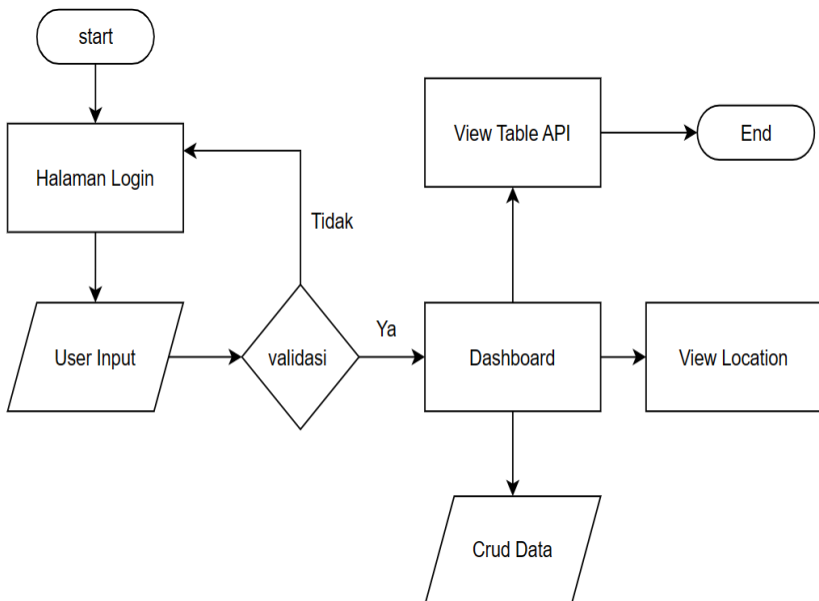 start
Halaman Login
User Input
validasi
Tidak
Ya
Dashboard
View Table API
End
View Location
Crud Data